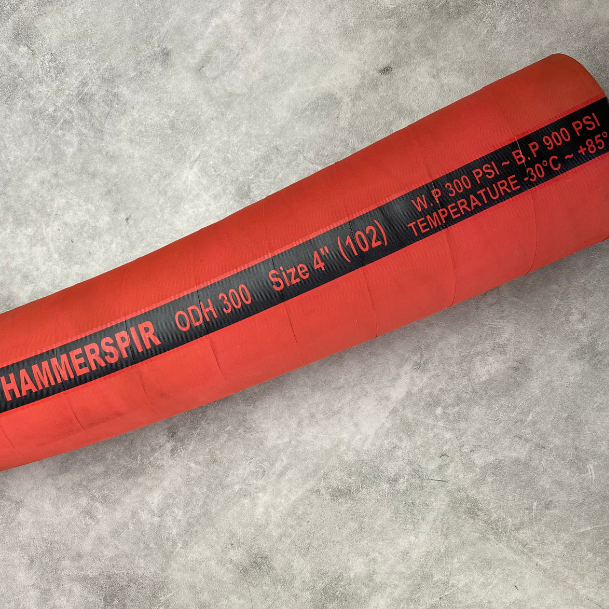 HAMMERSPIR ODH 300 Size 4" (102)
W.P 300 PSI ~ B.P 900 PSI
TEMPERATURE -30°C ~ +85°